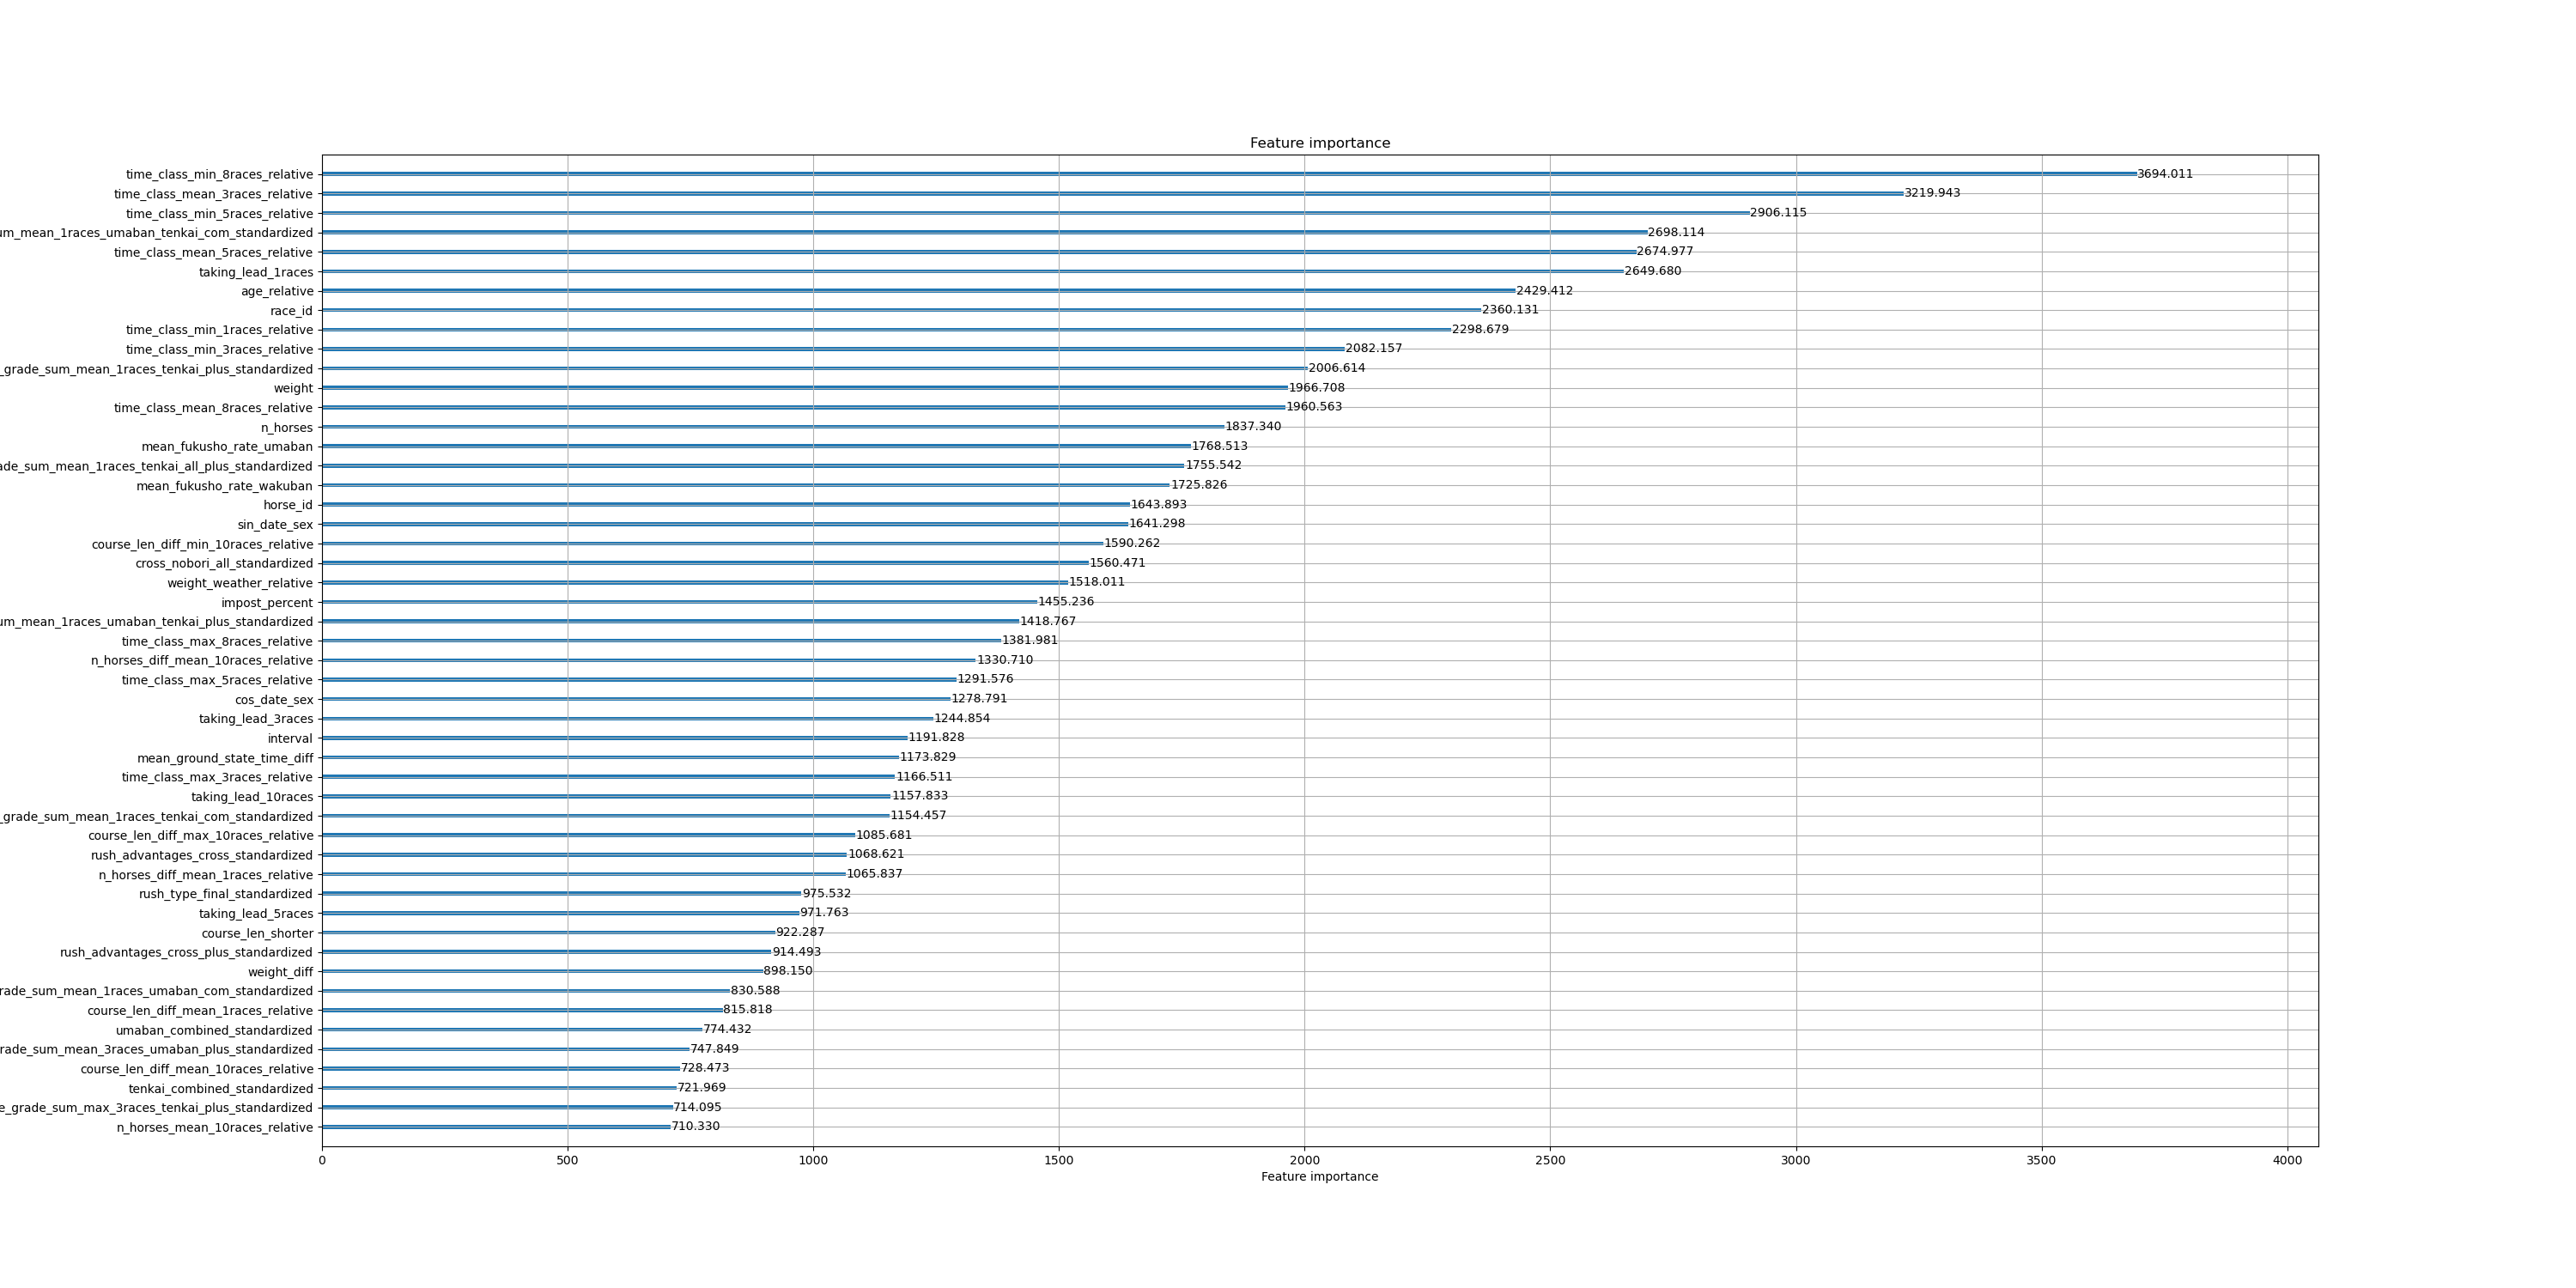 Feature importance
time_class_min_8races_relative 3694.011
time_class_mean_3races_relative 3219.943
time_class_min_5races_relative 2906.115
um_mean_1races_umaban_tenkai_com_standardized 2698.114
time_class_mean_5races_relative 2674.977
taking_lead_1races 2649.680
age_relative 2429.412
race_id 2360.131
time_class_min_1races_relative 2298.679
time_class_min_3races_relative 2082.157
_grade_sum_mean_1races_tenkai_plus_standardized 2006.614
weight 1966.708
time_class_mean_8races_relative 1960.563
n_horses 1837.340
mean_fukusho_rate_umaban 1768.513
ade_sum_mean_1races_tenkai_all_plus_standardized 1755.542
mean_fukusho_rate_wakuban 1725.826
horse_id 1643.893
sin_date_sex 1641.298
course_len_diff_min_10races_relative 1590.262
cross_nobori_all_standardized 1560.471
weight_weather_relative 1518.011
impost_percent 1455.236
um_mean_1races_umaban_tenkai_plus_standardized 1418.767
time_class_max_8races_relative 1381.981
n_horses_diff_mean_10races_relative 1330.710
time_class_max_5races_relative 1291.576
cos_date_sex 1278.791
taking_lead_3races 1244.854
interval 1191.828
mean_ground_state_time_diff 1173.829
time_class_max_3races_relative 1166.511
taking_lead_10races 1157.833
_grade_sum_mean_1races_tenkai_com_standardized 1154.457
course_len_diff_max_10races_relative 1085.681
rush_advantages_cross_standardized 1068.621
n_horses_diff_mean_1races_relative 1065.837
rush_type_final_standardized 975.532
taking_lead_5races 971.763
course_len_shorter 922.287
rush_advantages_cross_plus_standardized 914.493
weight_diff 898.150
rade_sum_mean_1races_umaban_com_standardized 830.588
course_len_diff_mean_1races_relative 815.818
umaban_combined_standardized 774.432
rade_sum_mean_3races_umaban_plus_standardized 747.849
course_len_diff_mean_10races_relative 728.473
tenkai_combined_standardized 721.969
e_grade_sum_max_3races_tenkai_plus_standardized 714.095
n_horses_mean_10races_relative 710.330
0 500 1000 1500 2000 2500 3000 3500 4000
Feature importance